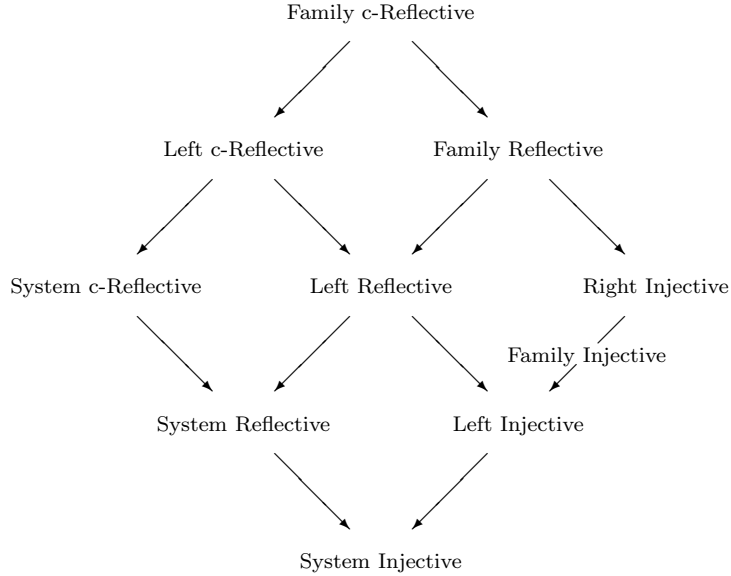 Family c-Reflective
Left c-Reflective
Family Reflective
System c-Reflective
Left Reflective
Right Injective
Family Injective
System Reflective
Left Injective
System Injective